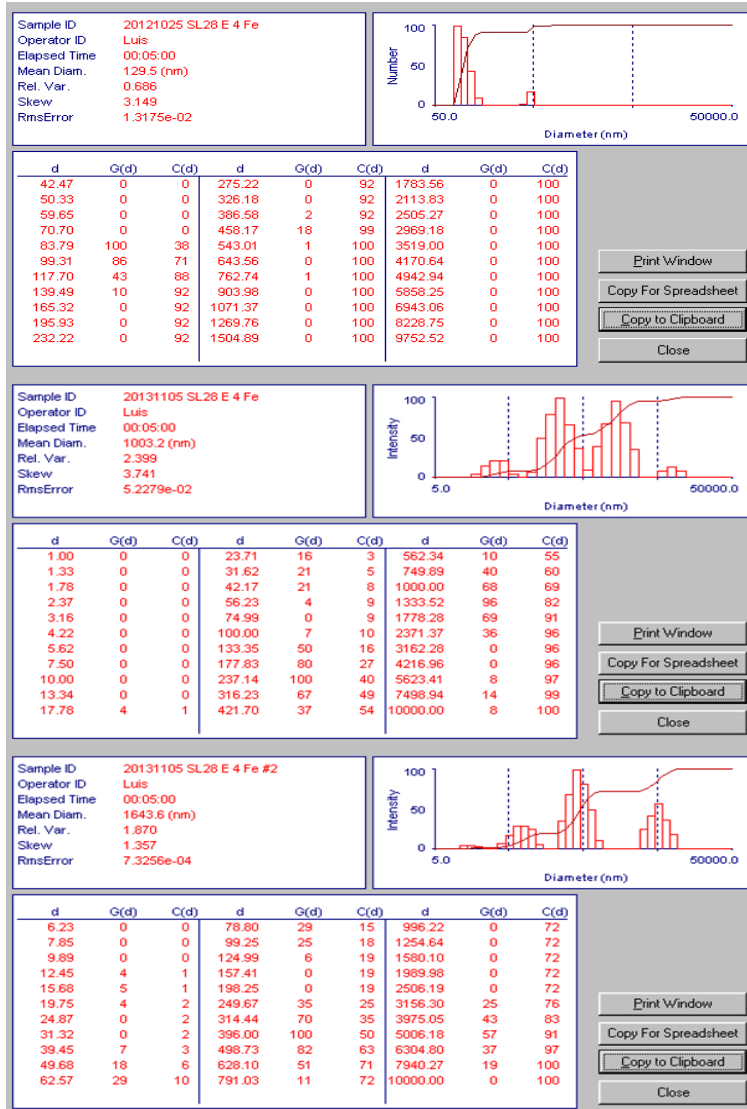 Sample ID 20121025 SL28 E 4 Fe
Operator ID Luis
Elapsed Time 00:05:00
Mean Diam. 129.5 (nm)
Rel. Var. 0.686
Skew 3.149
RmsError 1.3175e-02
Number
100
50
0
50.0 50000.0
Diameter (nm)
d G(d) C(d) d G(d) C(d) d G(d) C(d)
42.47 0 0 275.22 0 92 1783.56 0 100
50.33 0 0 326.18 0 92 2113.83 0 100
59.65 0 0 386.58 2 92 2505.27 0 100
70.70 0 0 458.17 18 99 2969.18 0 100
83.79 100 38 543.01 1 100 3519.00 0 100
99.31 86 71 643.56 0 100 4170.64 0 100
117.70 43 88 762.74 1 100 4942.94 0 100
139.49 10 92 903.98 0 100 5858.25 0 100
165.32 0 92 1071.37 0 100 6943.06 0 100
195.93 0 92 1269.76 0 100 8228.75 0 100
232.22 0 92 1504.89 0 100 9752.52 0 100
Print Window
Copy For Spreadsheet
Copy to Clipboard
Close
Sample ID 20131105 SL28 E 4 Fe
Operator ID Luis
Elapsed Time 00:05:00
Mean Diam. 1003.2 (nm)
Rel. Var. 2.399
Skew 3.741
RmsError 5.2279e-02
Intensity
100
50
0
5.0 50000.0
Diameter (nm)
d G(d) C(d) d G(d) C(d) d G(d) C(d)
1.00 0 0 23.71 16 3 562.34 10 55
1.33 0 0 31.62 21 5 749.89 40 60
1.78 0 0 42.17 21 8 1000.00 68 69
2.37 0 0 56.23 4 9 1333.52 96 82
3.16 0 0 74.99 0 9 1778.28 69 91
4.22 0 0 100.00 7 10 2371.37 36 96
5.62 0 0 133.35 50 16 3162.28 0 96
7.50 0 0 177.83 80 27 4216.96 0 96
10.00 0 0 237.14 100 40 5623.41 8 97
13.34 0 0 316.23 67 49 7498.94 14 99
17.78 4 1 421.70 37 54 10000.00 8 100
Print Window
Copy For Spreadsheet
Copy to Clipboard
Close
Sample ID 20131105 SL28 E 4 Fe #2
Operator ID Luis
Elapsed Time 00:05:00
Mean Diam. 1643.6 (nm)
Rel. Var. 1.870
Skew 1.357
RmsError 7.3256e-04
Intensity
100
50
0
5.0 50000.0
Diameter (nm)
d G(d) C(d) d G(d) C(d) d G(d) C(d)
6.23 0 0 78.80 29 15 996.22 0 72
7.85 0 0 99.25 25 18 1254.64 0 72
9.89 0 0 124.99 6 19 1580.10 0 72
12.45 4 1 157.41 0 19 1989.98 0 72
15.68 5 1 198.25 0 19 2506.19 0 72
19.75 4 2 249.67 35 25 3156.30 25 76
24.87 0 2 314.44 70 35 3975.05 43 83
31.32 0 2 396.00 100 50 5006.18 57 91
39.45 7 3 498.73 82 63 6304.80 37 97
49.68 18 6 628.10 51 71 7940.27 19 100
62.57 29 10 791.03 11 72 10000.00 0 100
Print Window
Copy For Spreadsheet
Copy to Clipboard
Close